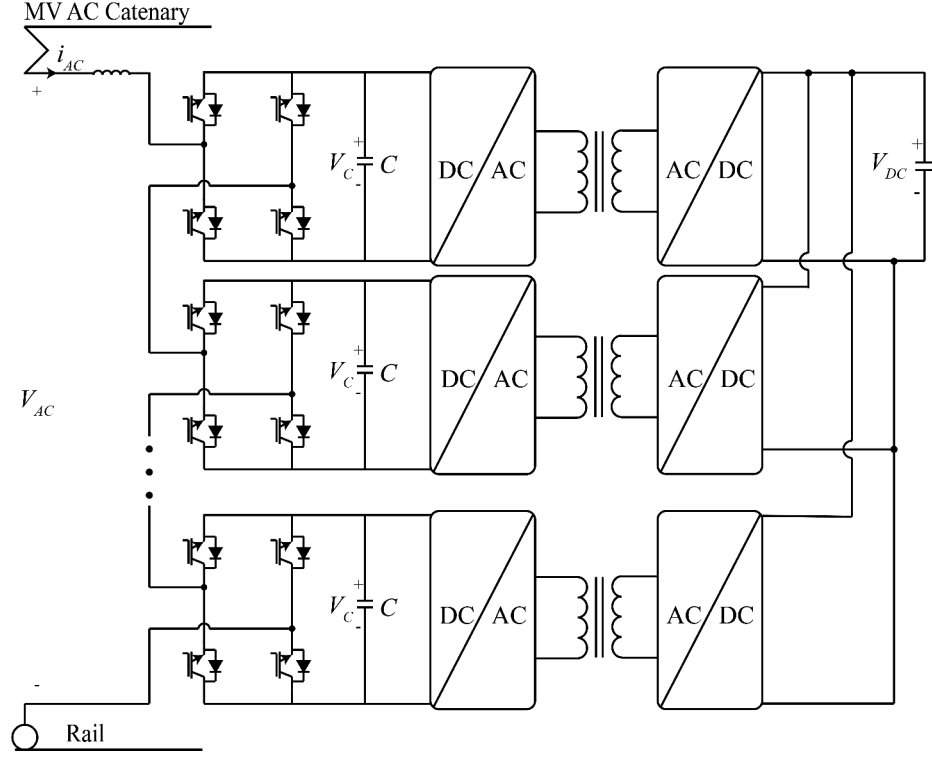 MV AC Catenary
i_AC
+
V_AC
-
Rail
+
V_C C
-
DC AC
AC DC
+
V_DC
-
+
V_C C
-
DC AC
AC DC
+
V_C C
-
DC AC
AC DC